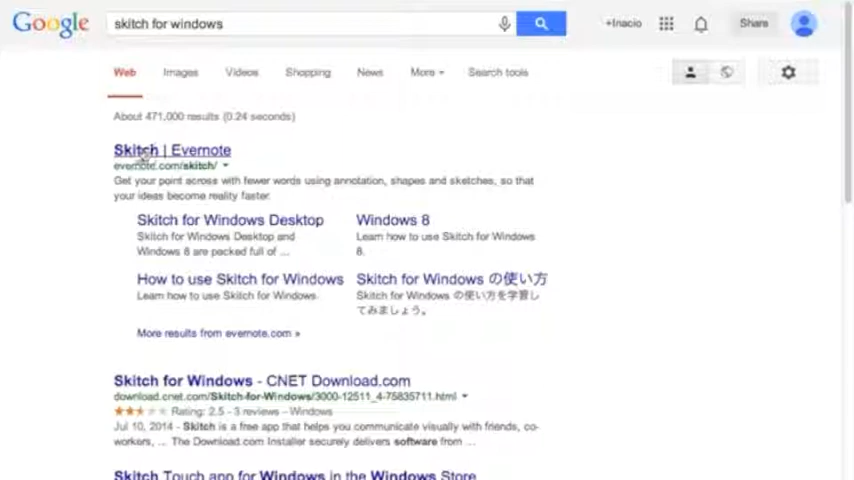 Google
skitch for windows
+Inacio
Share
Web Images Videos Shopping News More Search tools
About 471,000 results (0.24 seconds)
Skitch | Evernote
evernote.com/skitch/
Get your point across with fewer words using annotation, shapes and sketches, so that
your ideas become reality faster.
Skitch for Windows Desktop
Skitch for Windows Desktop and
Windows 8 are packed full of ...
Windows 8
Learn how to use Skitch for Windows
8.
How to use Skitch for Windows
Learn how to use Skitch for Windows.
Skitch for Windows の使い方
Skitch for Windows の使い方を学習し
てみましょう。
More results from evernote.com »
Skitch for Windows - CNET Download.com
download.cnet.com/Skitch-for-Windows/3000-12511_4-75835711.html
Rating: 2.5 - 3 reviews - Windows
Jul 10, 2014 - Skitch is a free app that helps you communicate visually with friends, co-
workers, ... The Download.com Installer securely delivers software from ...
Skitch Touch app for Windows in the Windows Store